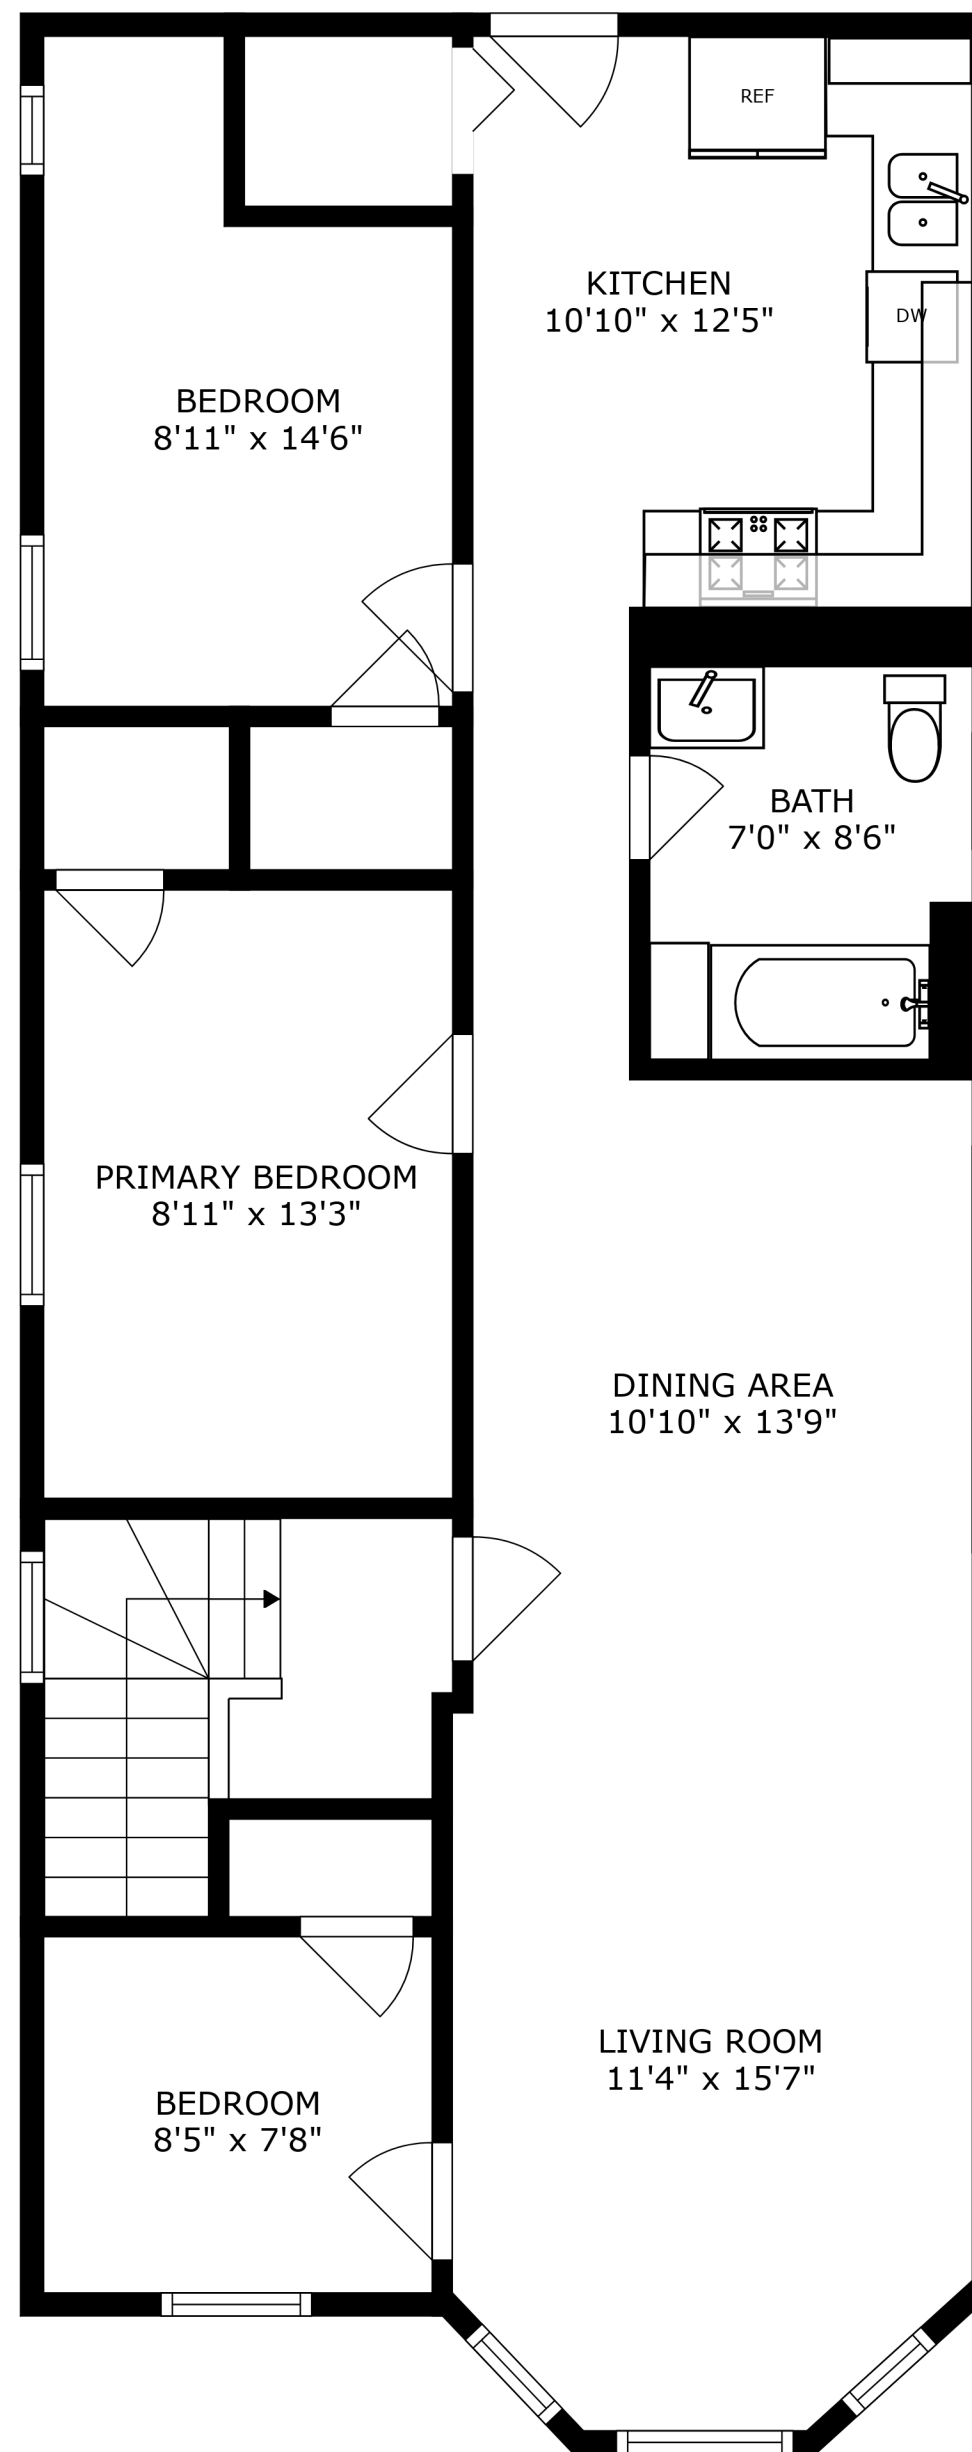 REF
KITCHEN
10'10" x 12'5"
DW
BEDROOM
8'11" x 14'6"
BATH
7'0" x 8'6"
PRIMARY BEDROOM
8'11" x 13'3"
DINING AREA
10'10" x 13'9"
LIVING ROOM
11'4" x 15'7"
BEDROOM
8'5" x 7'8"